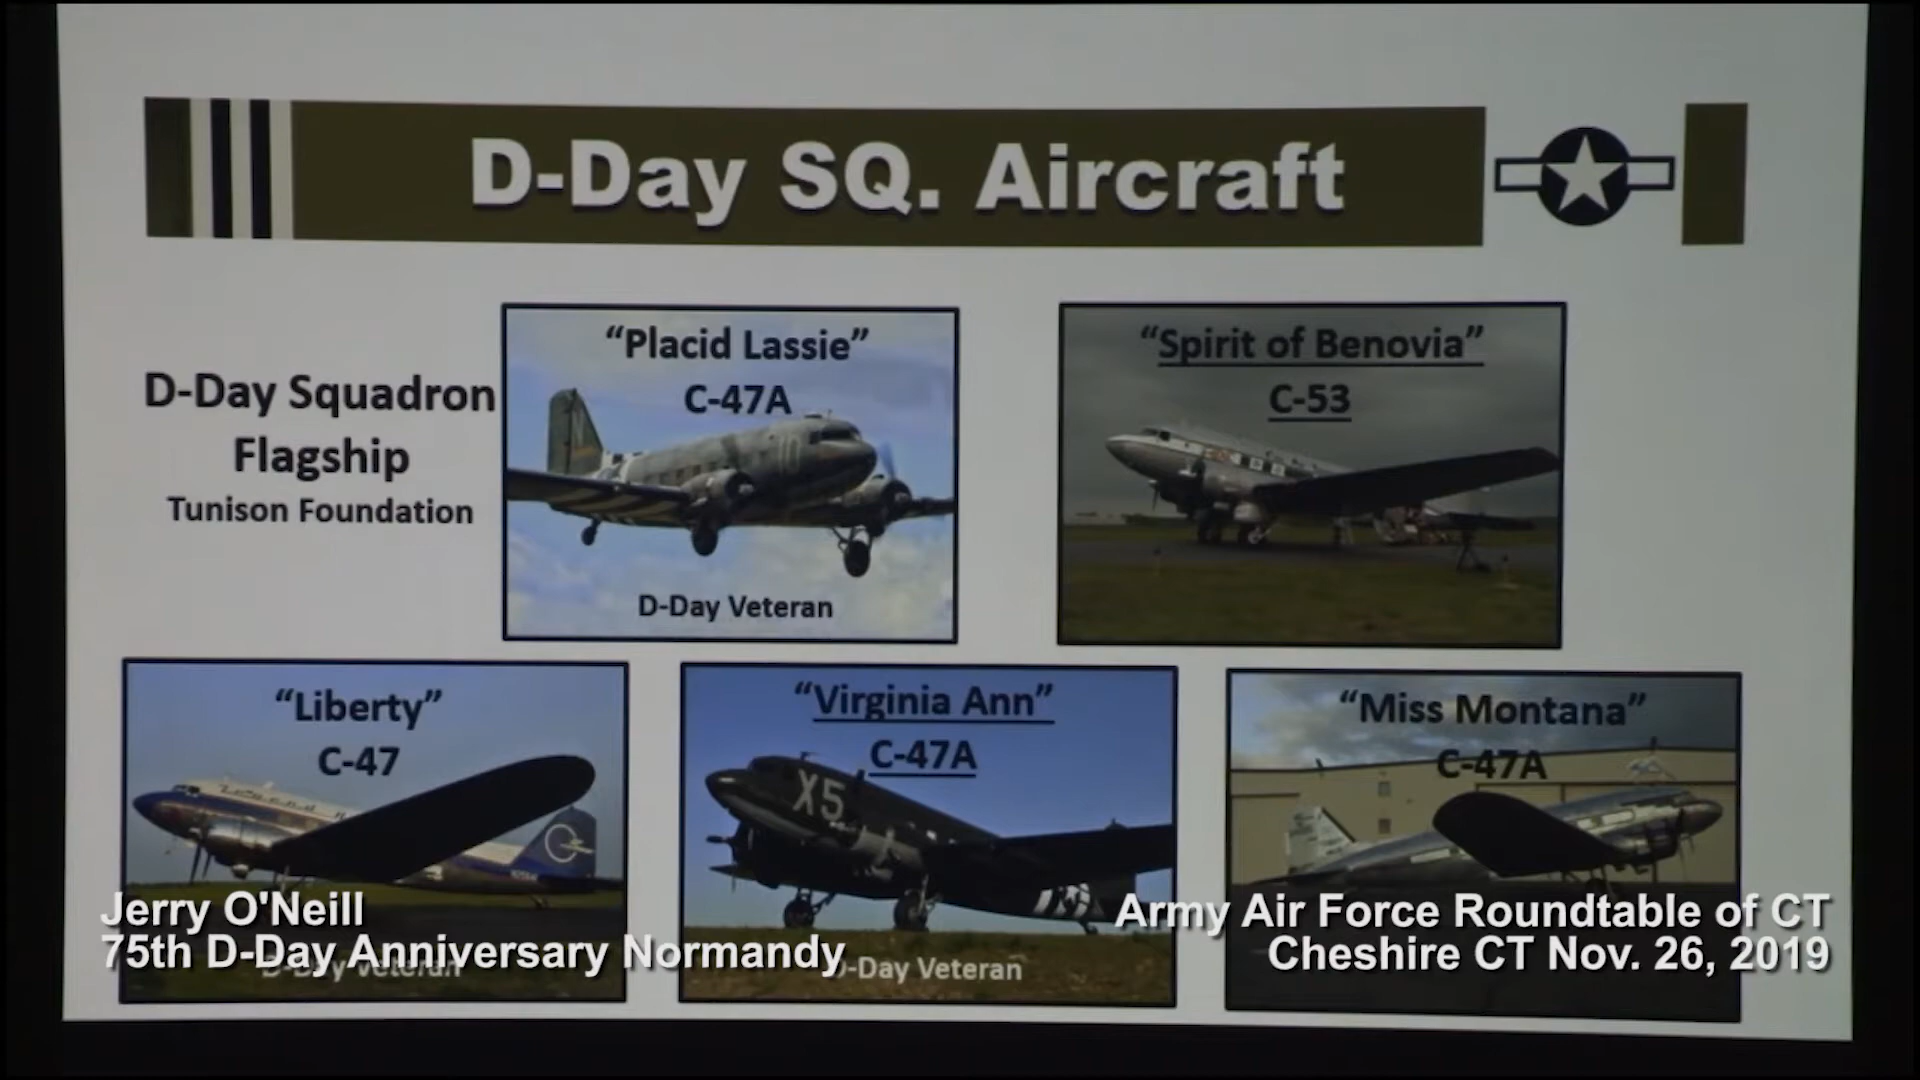 D-Day SQ. Aircraft
D-Day Squadron
Flagship
Tunison Foundation
“Placid Lassie”
C-47A
D-Day Veteran
“Spirit of Benovia”
C-53
“Liberty”
C-47
D-Day Veteran
“Virginia Ann”
C-47A
X5
D-Day Veteran
“Miss Montana”
C-47A
Jerry O'Neill
75th D-Day Anniversary Normandy
Army Air Force Roundtable of CT
Cheshire CT Nov. 26, 2019